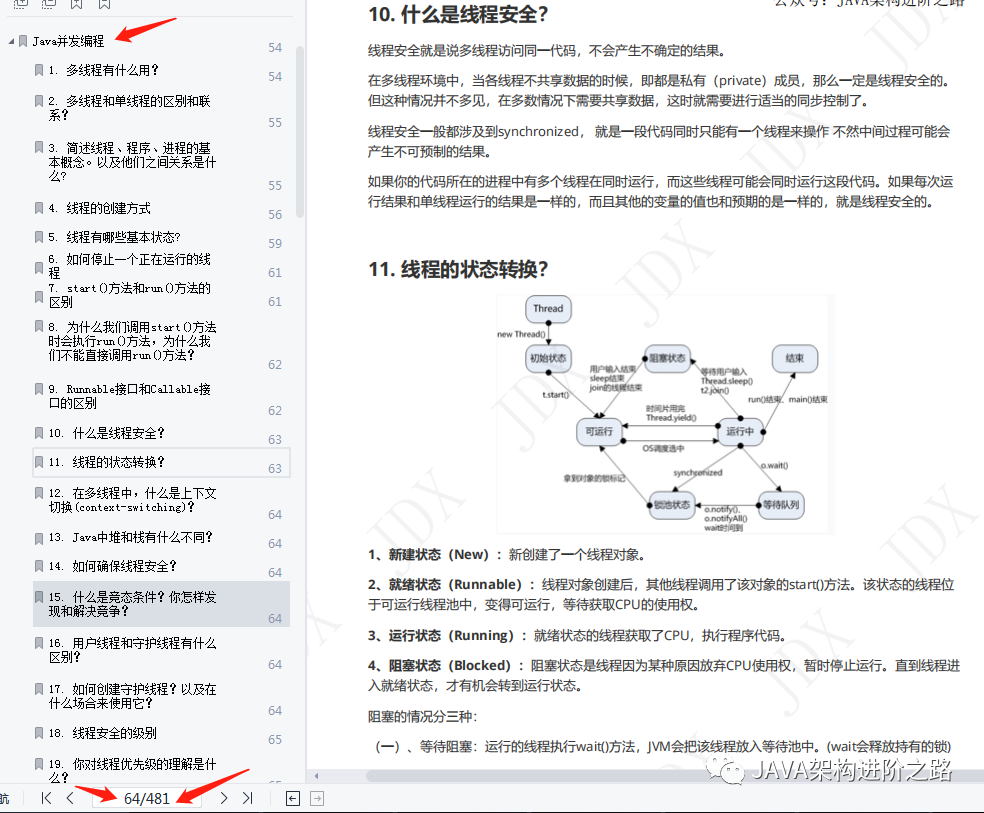 Java并发编程
54
1. 多线程有什么用？
54
2. 多线程和单线程的区别和联
系？
55
3. 简述线程、程序、进程的基
本概念。以及他们之间关系是什
么？
55
4. 线程的创建方式
56
5. 线程有哪些基本状态?
59
6. 如何停止一个正在运行的线
程
61
7. start()方法和run()方法的
区别
61
8. 为什么我们调用start()方法
时会执行run()方法，为什么我
们不能直接调用run()方法？
62
9. Runnable接口和Callable接
口的区别
62
10. 什么是线程安全？
63
11. 线程的状态转换？
63
12. 在多线程中，什么是上下文
切换(context-switching)？
64
13. Java中堆和栈有什么不同？
64
14. 如何确保线程安全？
64
15. 什么是竞态条件？你怎样发
现和解决竞争？
64
16. 用户线程和守护线程有什么
区别？
64
17. 如何创建守护线程？以及在
什么场合来使用它？
64
18. 线程安全的级别
65
19. 你对线程优先级的理解是什
么？
65
航
64/481
公众号：JAVA架构进阶之路
10. 什么是线程安全？
线程安全就是说多线程访问同一代码，不会产生不确定的结果。
在多线程环境中，当各线程不共享数据的时候，即都是私有（private）成员，那么一定是线程安全的。
但这种情况并不多见，在多数情况下需要共享数据，这时就需要进行适当的同步控制了。
线程安全一般都涉及到synchronized， 就是一段代码同时只能有一个线程来操作 不然中间过程可能会
产生不可预制的结果。
如果你的代码所在的进程中有多个线程在同时运行，而这些线程可能会同时运行这段代码。如果每次运
行结果和单线程运行的结果是一样的，而且其他的变量的值也和预期的是一样的，就是线程安全的。
11. 线程的状态转换？
Thread
new Thread()
初始状态
阻塞状态
结束
用户输入结束
sleep结束
join的线程结束
等待用户输入
Thread.sleep()
t2.join()
t.start()
run()结束、main()结束
时间片用完
Thread.yield()
可运行
运行中
OS调度选中
synchronized
o.wait()
拿到对象的锁标记
锁池状态
o.notify()、
o.notifyAll()
wait时间到
等待队列
1、新建状态（New）：新创建了一个线程对象。
2、就绪状态（Runnable）：线程对象创建后，其他线程调用了该对象的start()方法。该状态的线程位
于可运行线程池中，变得可运行，等待获取CPU的使用权。
3、运行状态（Running）：就绪状态的线程获取了CPU，执行程序代码。
4、阻塞状态（Blocked）：阻塞状态是线程因为某种原因放弃CPU使用权，暂时停止运行。直到线程进
入就绪状态，才有机会转到运行状态。
阻塞的情况分三种：
（一）、等待阻塞：运行的线程执行wait()方法，JVM会把该线程放入等待池中。(wait会释放持有的锁)
JAVA架构进阶之路
JDX
JDX
JDX
JDX
JDX
JDX
JDX